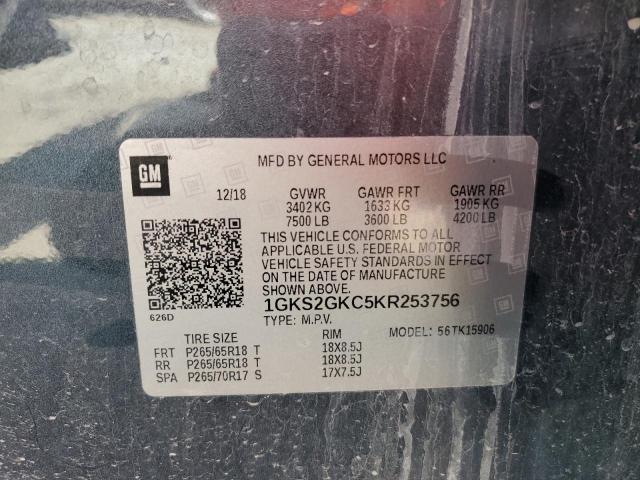 GM
MFD BY GENERAL MOTORS LLC
12/18 GVWR GAWR FRT GAWR RR
3402 KG 1633 KG 1905 KG
7500 LB 3600 LB 4200 LB
THIS VEHICLE CONFORMS TO ALL
APPLICABLE U.S. FEDERAL MOTOR
VEHICLE SAFETY STANDARDS IN EFFECT
ON THE DATE OF MANUFACTURE
SHOWN ABOVE.
626D
1GKS2GKC5KR253756
TYPE: M.P.V. MODEL: 56TK15906
TIRE SIZE RIM
FRT P265/65R18 T 18X8.5J
RR P265/65R18 T 18X8.5J
SPA P265/70R17 S 17X7.5J